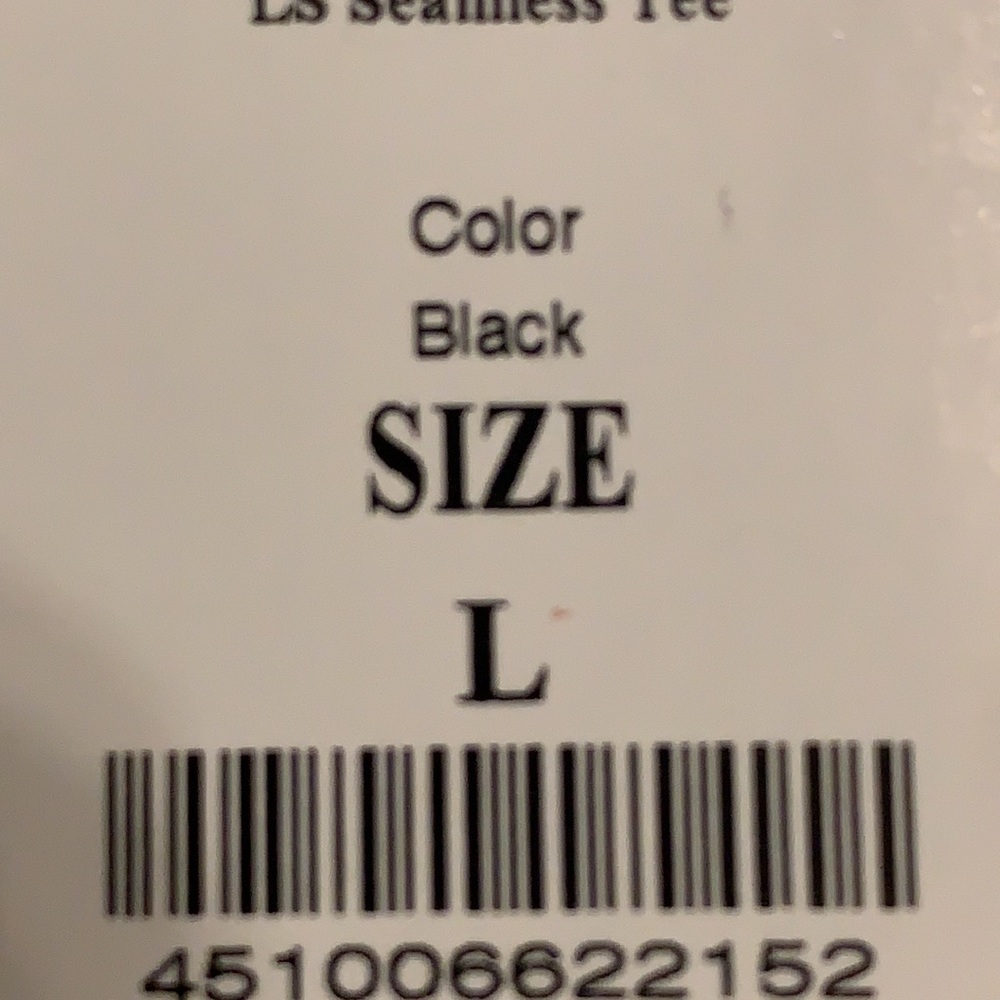 LS Seamless Tee
Color
Black
SIZE
L
451006622152